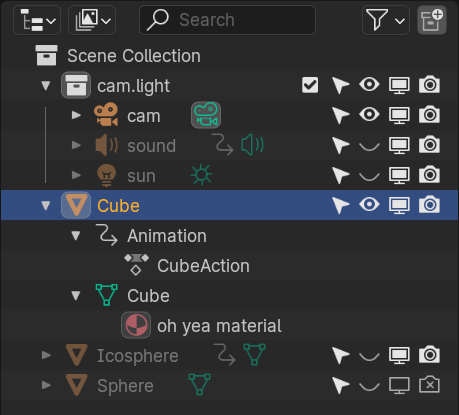 Search
Scene Collection
cam.light
cam
sound
sun
Cube
Animation
CubeAction
Cube
oh yea material
Icosphere
Sphere